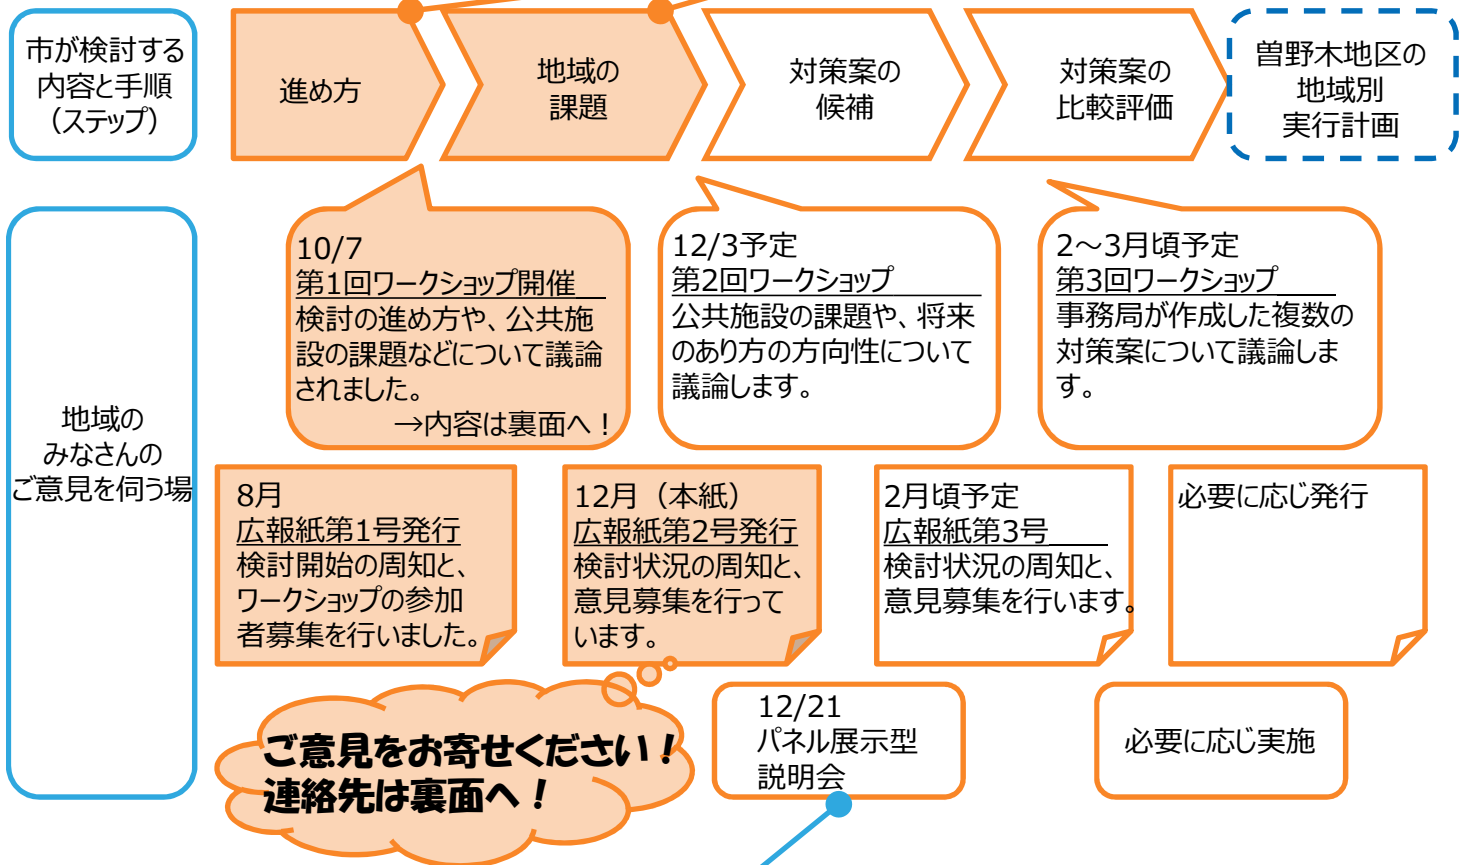 市が検討する
内容と手順
（ステップ）
進め方
地域の
課題
対策案の
候補
対策案の
比較評価
曽野木地区の
地域別
実行計画
地域の
みなさんの
ご意見を伺う場
10/7
第1回ワークショップ開催
検討の進め方や、公共施
設の課題などについて議論
されました。
→内容は裏面へ！
12/3予定
第2回ワークショップ
公共施設の課題や、将来
のあり方の方向性について
議論します。
2～3月頃予定
第3回ワークショップ
事務局が作成した複数の
対策案について議論しま
す。
8月
広報紙第1号発行
検討開始の周知と、
ワークショップの参加
者募集を行いました。
12月（本紙）
広報紙第2号発行
検討状況の周知と、
意見募集を行って
います。
2月頃予定
広報紙第3号
検討状況の周知と、
意見募集を行います。
必要に応じ発行
ご意見をお寄せください！
連絡先は裏面へ！
12/21
パネル展示型
説明会
必要に応じ実施